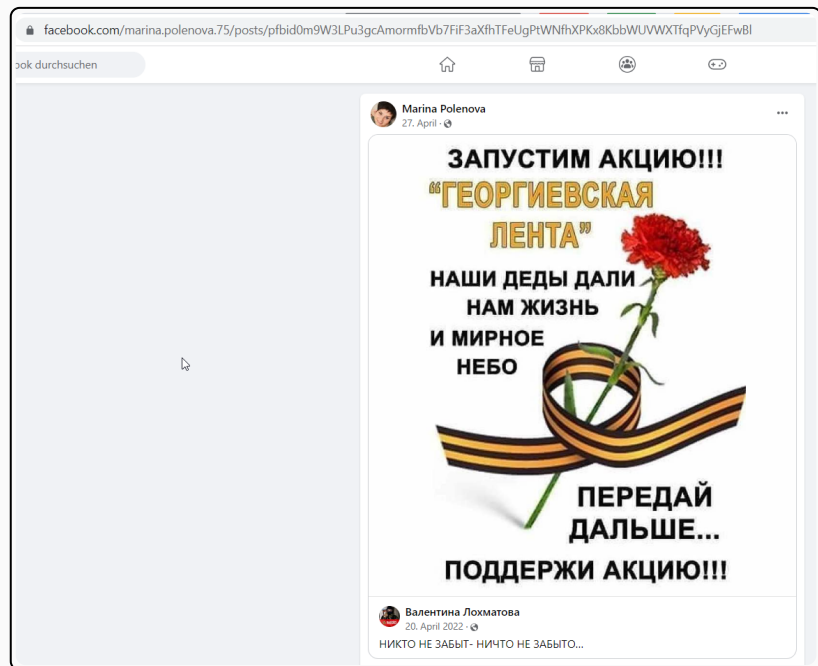 facebook.com/marina.polenova.75/posts/pfbid0m9W3LPu3gcAmormfbVb7FiF3aXfhTFeUgPtWNfhXPKx8KbbWUVWXTfqPVyGjEFwBl
ook durchsuchen
Marina Polenova
27. April ·
ЗАПУСТИМ АКЦИЮ!!!
“ГЕОРГИЕВСКАЯ
ЛЕНТА”
НАШИ ДЕДЫ ДАЛИ
НАМ ЖИЗНЬ
И МИРНОЕ
НЕБО
ПЕРЕДАЙ
ДАЛЬШЕ...
ПОДДЕРЖИ АКЦИЮ!!!
Валентина Лохматова
20. April 2022 ·
НИКТО НЕ ЗАБЫТ- НИЧТО НЕ ЗАБЫТО...